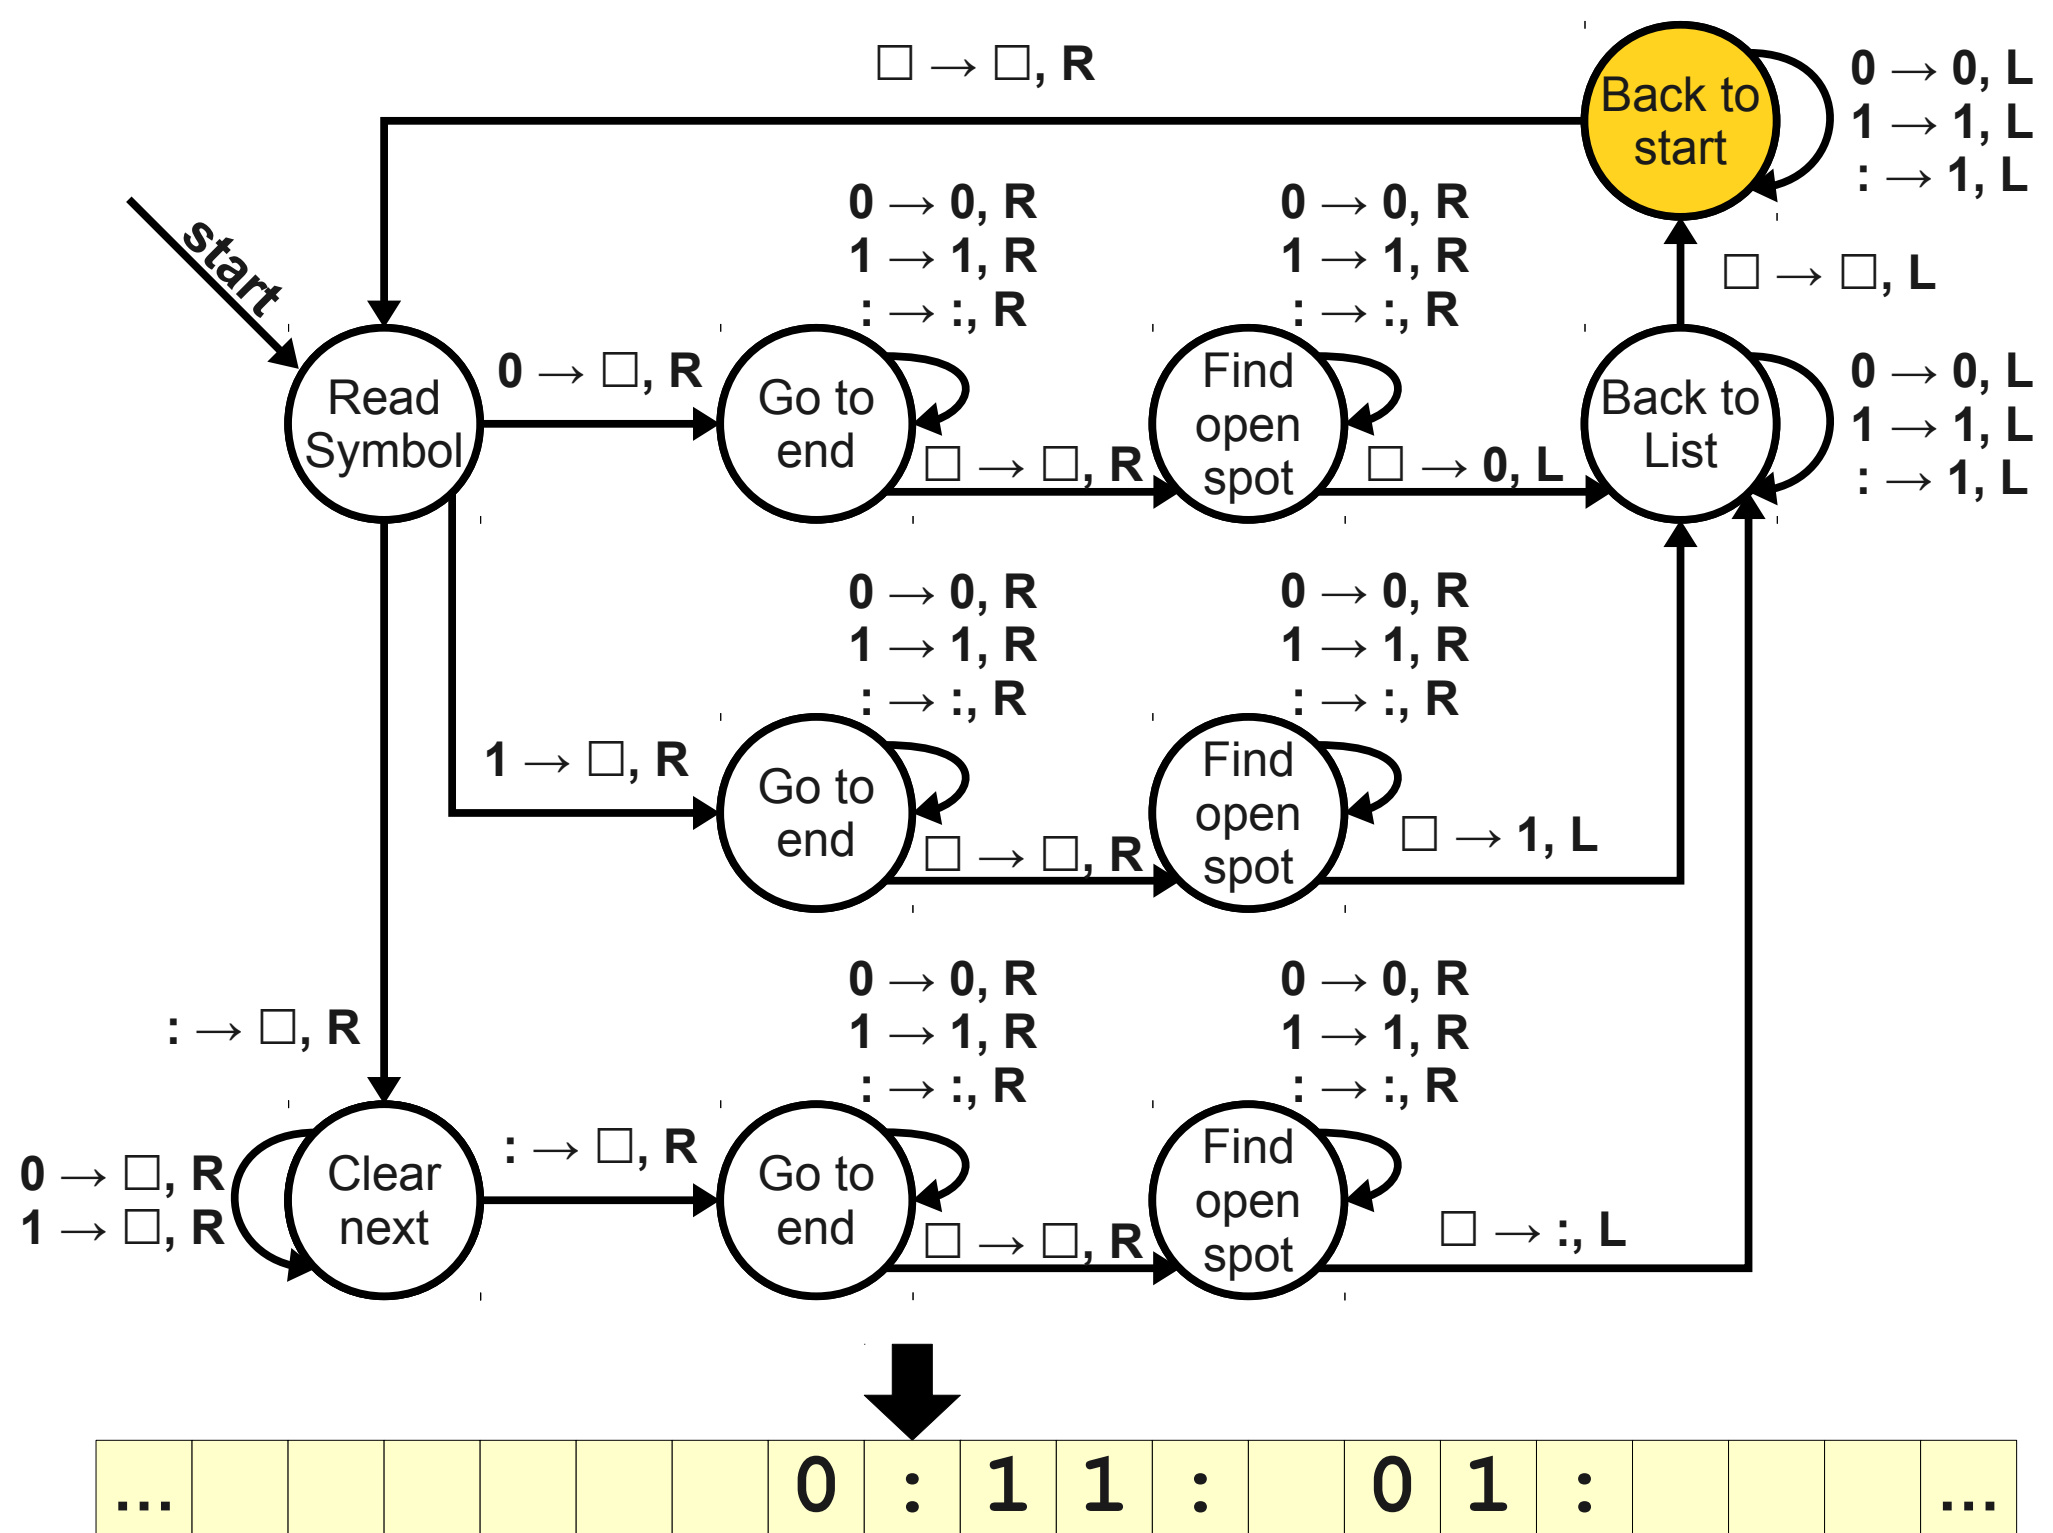 ☐ → ☐, R
Back to
start
0 → 0, L
1 → 1, L
: → 1, L
start
0 → 0, R
1 → 1, R
: → :, R
0 → 0, R
1 → 1, R
: → :, R
☐ → ☐, L
Read
Symbol
0 → ☐, R
Go to
end
☐ → ☐, R
Find
open
spot
☐ → 0, L
Back to
List
0 → 0, L
1 → 1, L
: → 1, L
0 → 0, R
1 → 1, R
: → :, R
0 → 0, R
1 → 1, R
: → :, R
1 → ☐, R
Go to
end
☐ → ☐, R
Find
open
spot
☐ → 1, L
0 → 0, R
1 → 1, R
: → :, R
0 → 0, R
1 → 1, R
: → :, R
: → ☐, R
0 → ☐, R
1 → ☐, R
Clear
next
: → ☐, R
Go to
end
☐ → ☐, R
Find
open
spot
☐ → :, L
... 0 : 1 1 : 0 1 : ...